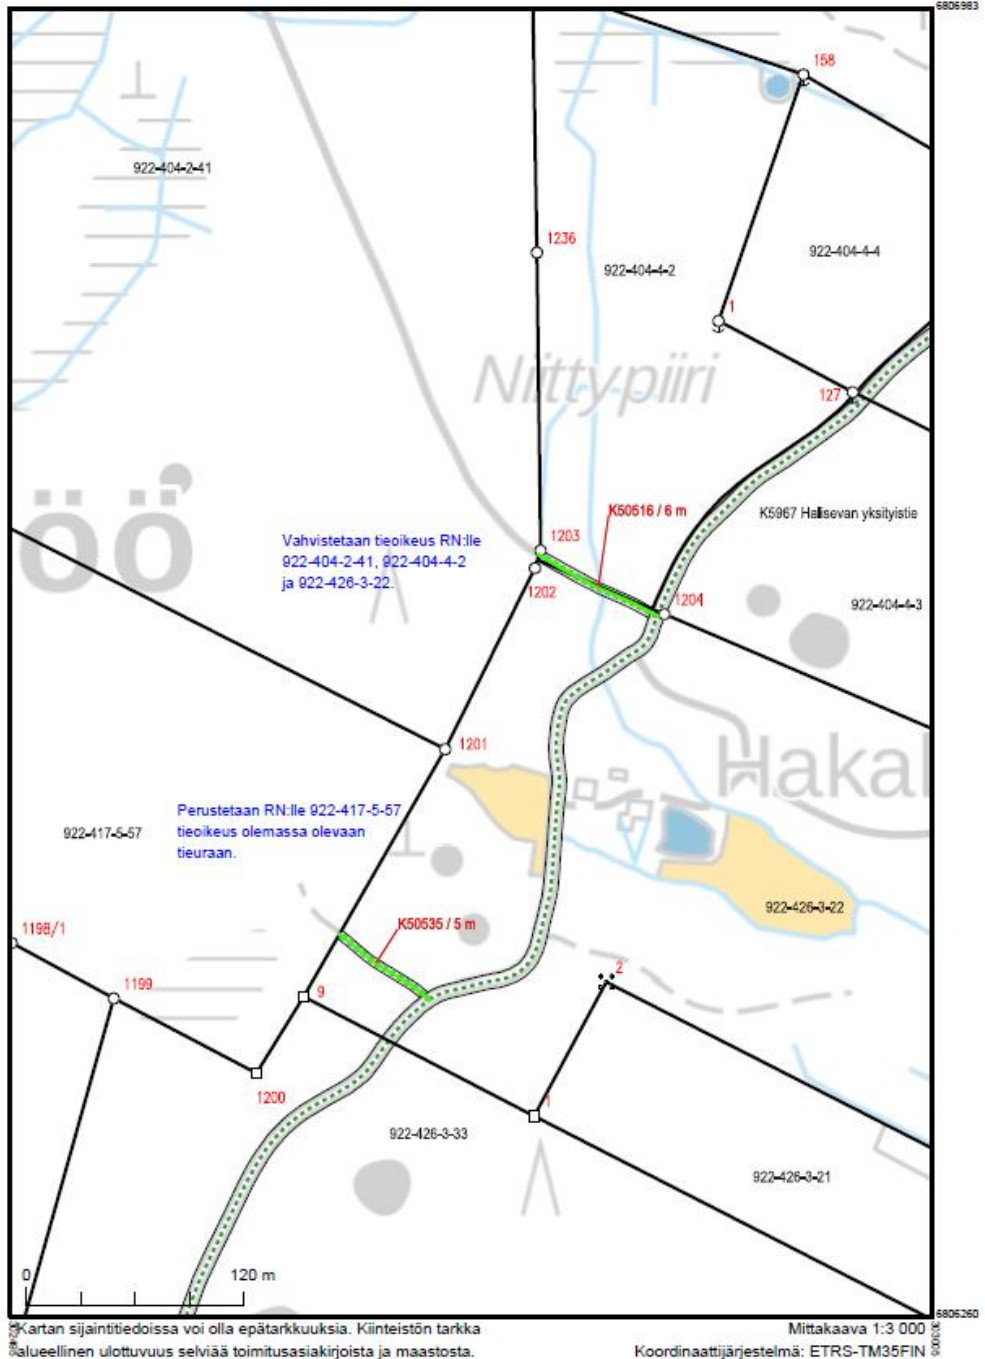 6806983
158
922-404-2-41
1236
922-404-4-2
922-404-4-4
1
Niittypiiri
127
K50516 / 6 m
K5967 Halisevan yksityistie
öö
1203
Vahvistetaan tieoikeus RN:lle
922-404-2-41, 922-404-4-2
ja 922-426-3-22.
1202
1204
922-404-4-3
1201
Hakal
Perustetaan RN:lle 922-417-5-57
tieoikeus olemassa olevaan
tieuraan.
922-417-5-57
922-426-3-22
K50535 / 5 m
1198/1
2
1199
9
1200
1
922-426-3-33
922-426-3-21
0 120 m
6806260
Kartan sijaintitiedoissa voi olla epätarkkuuksia. Kiinteistön tarkka
alueellinen ulottuvuus selviää toimitusasiakirjoista ja maastosta.
Mittakaava 1:3 000
Koordinaattijärjestelmä: ETRS-TM35FIN